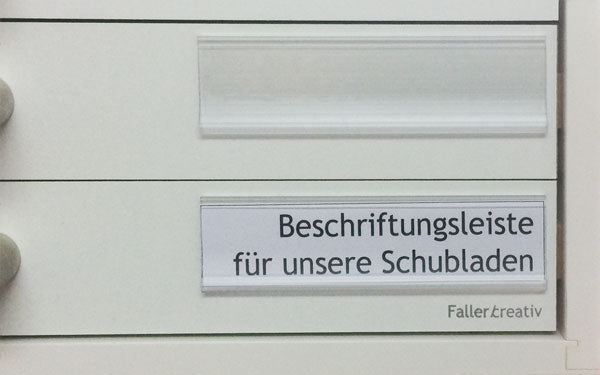 Beschriftungsleiste
für unsere Schubladen
Faller/creativ